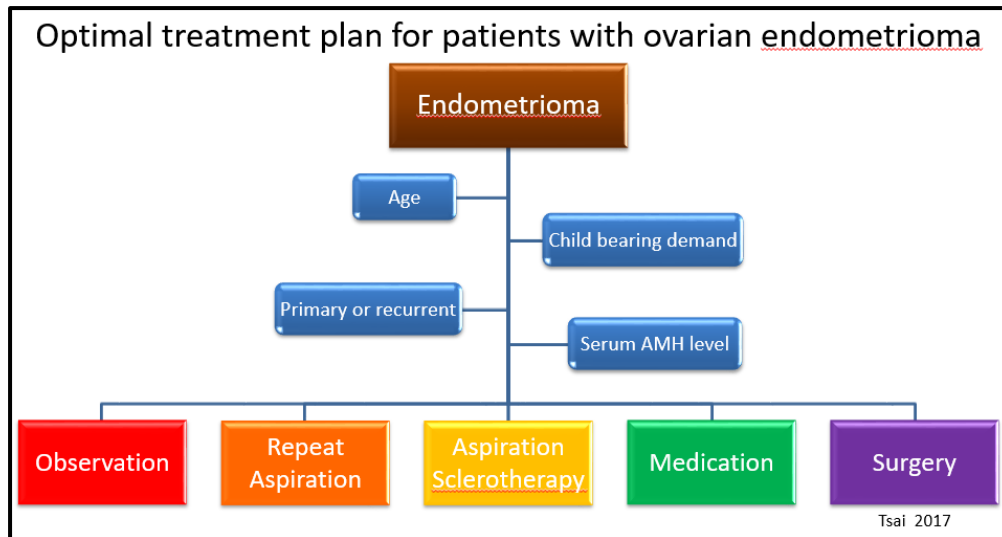 Optimal treatment plan for patients with ovarian endometrioma
Endometrioma
Age
Child bearing demand
Primary or recurrent
Serum AMH level
Observation
Repeat
Aspiration
Aspiration
Sclerotherapy
Medication
Surgery
Tsai 2017